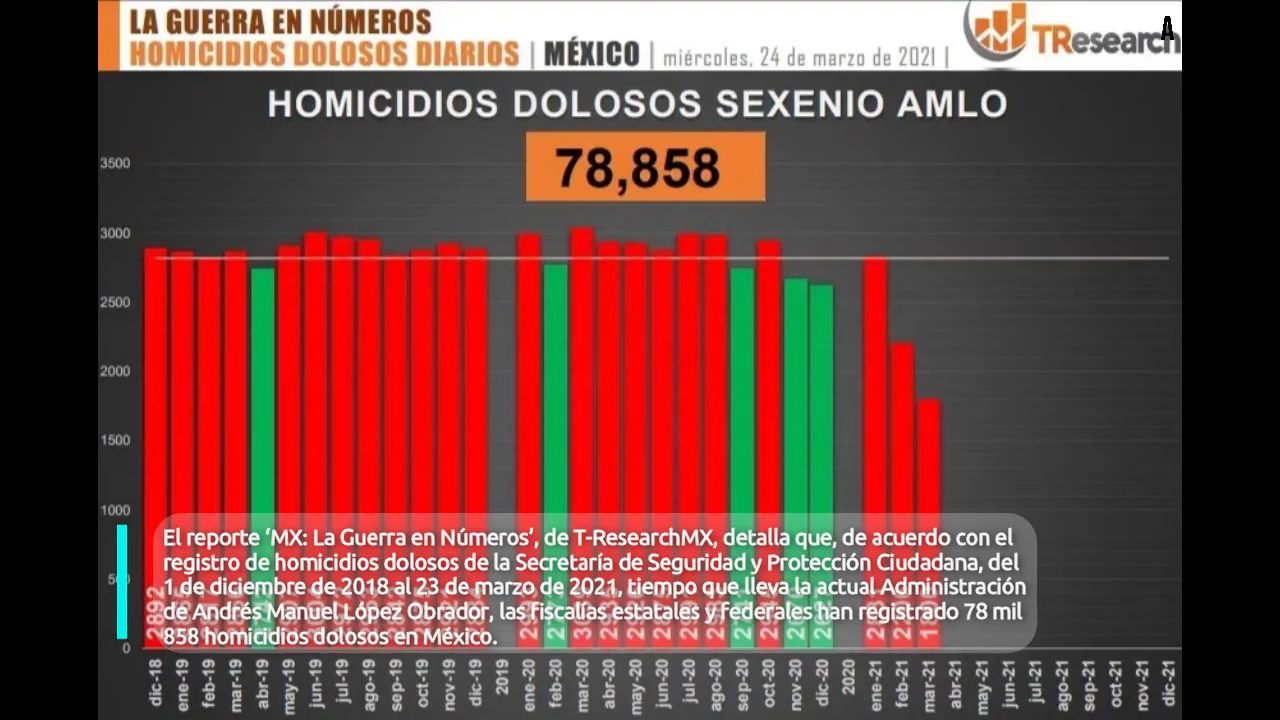 LA GUERRA EN NÚMEROS
HOMICIDIOS DOLOSOS DIARIOS | MÉXICO | miércoles, 24 de marzo de 2021 |
TResearch
A
HOMICIDIOS DOLOSOS SEXENIO AMLO
78,858
3500
3000
2500
2000
1500
1000
0
2892
El reporte ‘MX: La Guerra en Números’, de T-ResearchMX, detalla que, de acuerdo con el
registro de homicidios dolosos de la Secretaría de Seguridad y Protección Ciudadana, del
1 de diciembre de 2018 al 23 de marzo de 2021, tiempo que lleva la actual Administración
de Andrés Manuel López Obrador, las fiscalías estatales y federales han registrado 78 mil
858 homicidios dolosos en México.
dic-18
ene-19
feb-19
mar-19
abr-19
may-19
jun-19
jul-19
ago-19
sep-19
oct-19
nov-19
dic-19
2019
ene-20
feb-20
mar-20
abr-20
may-20
jun-20
jul-20
ago-20
sep-20
oct-20
nov-20
dic-20
2020
ene-21
feb-21
mar-21
abr-21
may-21
jun-21
jul-21
ago-21
sep-21
oct-21
nov-21
dic-21